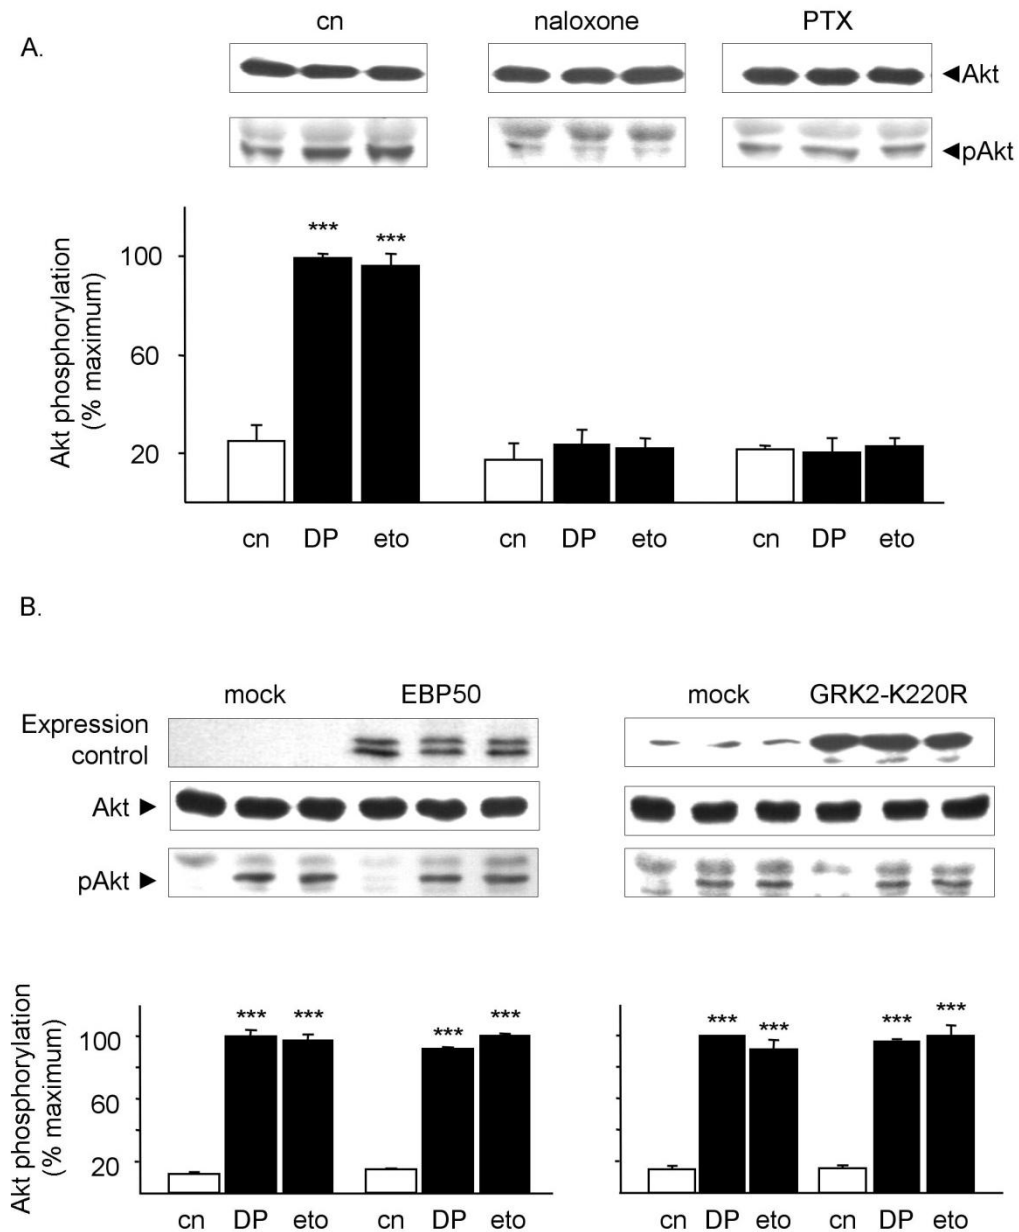 A.
cn naloxone PTX
◄Akt
◄pAkt
Akt phosphorylation
(% maximum)
*** ***
100
60
20
cn DP eto cn DP eto cn DP eto
B.
mock EBP50 mock GRK2-K220R
Expression
control
Akt ►
pAkt ►
Akt phosphorylation
(% maximum)
*** *** *** *** *** *** *** ***
100
60
20
cn DP eto cn DP eto cn DP eto cn DP eto